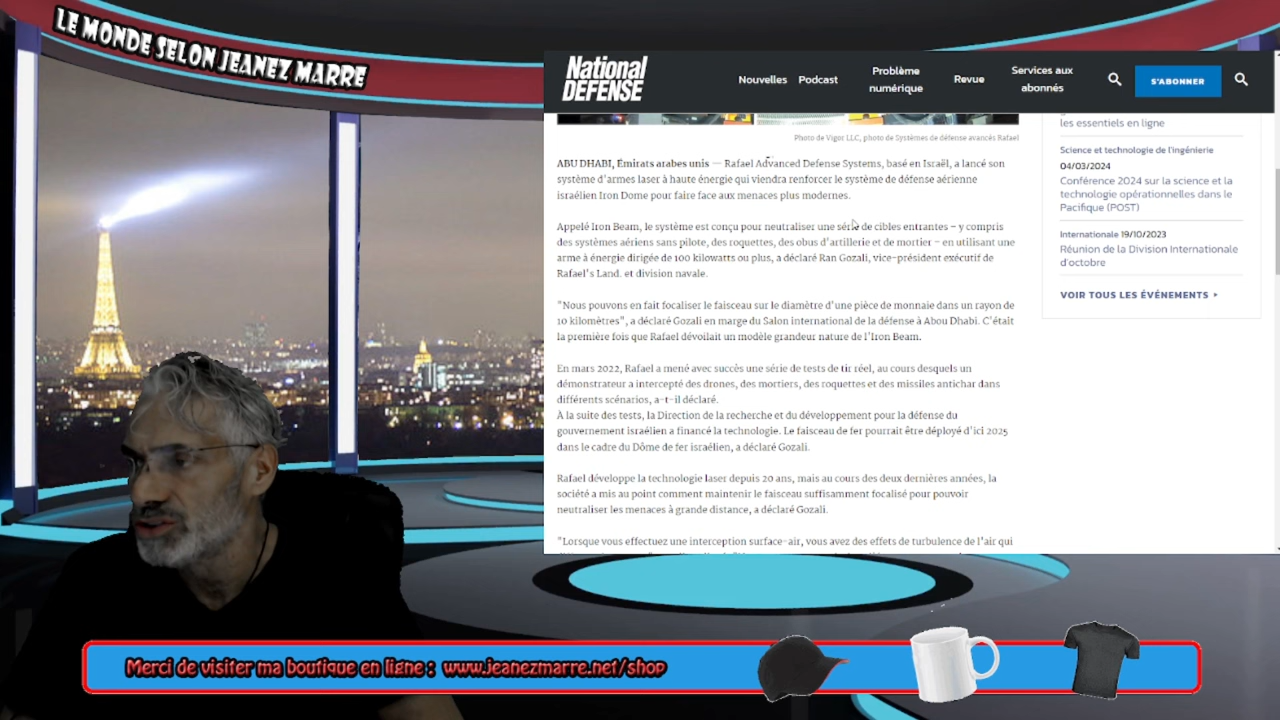 LE MONDE SELON JEANEZ MARRE
National
DEFENSE
Nouvelles
Podcast
Problème
numérique
Revue
Services aux
abonnés
S'ABONNER
Photo de Vigor LLC, photo de Systèmes de défense avancés Rafael
ABU DHABI, Émirats arabes unis — Rafael Advanced Defense Systems, basé en Israël, a lancé son
système d'armes laser à haute énergie qui viendra renforcer le système de défense aérienne
israélien Iron Dome pour faire face aux menaces plus modernes.
Appelé Iron Beam, le système est conçu pour neutraliser une série de cibles entrantes – y compris
des systèmes aériens sans pilote, des roquettes, des obus d'artillerie et de mortier – en utilisant une
arme à énergie dirigée de 100 kilowatts ou plus, a déclaré Ran Gozali, vice-président exécutif de
Rafael's Land. et division navale.
"Nous pouvons en fait focaliser le faisceau sur le diamètre d'une pièce de monnaie dans un rayon de
10 kilomètres", a déclaré Gozali en marge du Salon international de la défense à Abou Dhabi. C'était
la première fois que Rafael dévoilait un modèle grandeur nature de l'Iron Beam.
En mars 2022, Rafael a mené avec succès une série de tests de tir réel, au cours desquels un
démonstrateur a intercepté des drones, des mortiers, des roquettes et des missiles antichar dans
différents scénarios, a-t-il déclaré.
À la suite des tests, la Direction de la recherche et du développement pour la défense du
gouvernement israélien a financé la technologie. Le faisceau de fer pourrait être déployé d'ici 2025
dans le cadre du Dôme de fer israélien, a déclaré Gozali.
Rafael développe la technologie laser depuis 20 ans, mais au cours des deux dernières années, la
société a mis au point comment maintenir le faisceau suffisamment focalisé pour pouvoir
neutraliser les menaces à grande distance, a déclaré Gozali.
"Lorsque vous effectuez une interception surface-air, vous avez des effets de turbulence de l'air qui
les essentiels en ligne
Science et technologie de l'ingénierie
04/03/2024
Conférence 2024 sur la science et la
technologie opérationnelles dans le
Pacifique (POST)
Internationale 19/10/2023
Réunion de la Division Internationale
d'octobre
VOIR TOUS LES ÉVÉNEMENTS
Merci de visiter ma boutique en ligne : www.jeanezmarre.net/shop